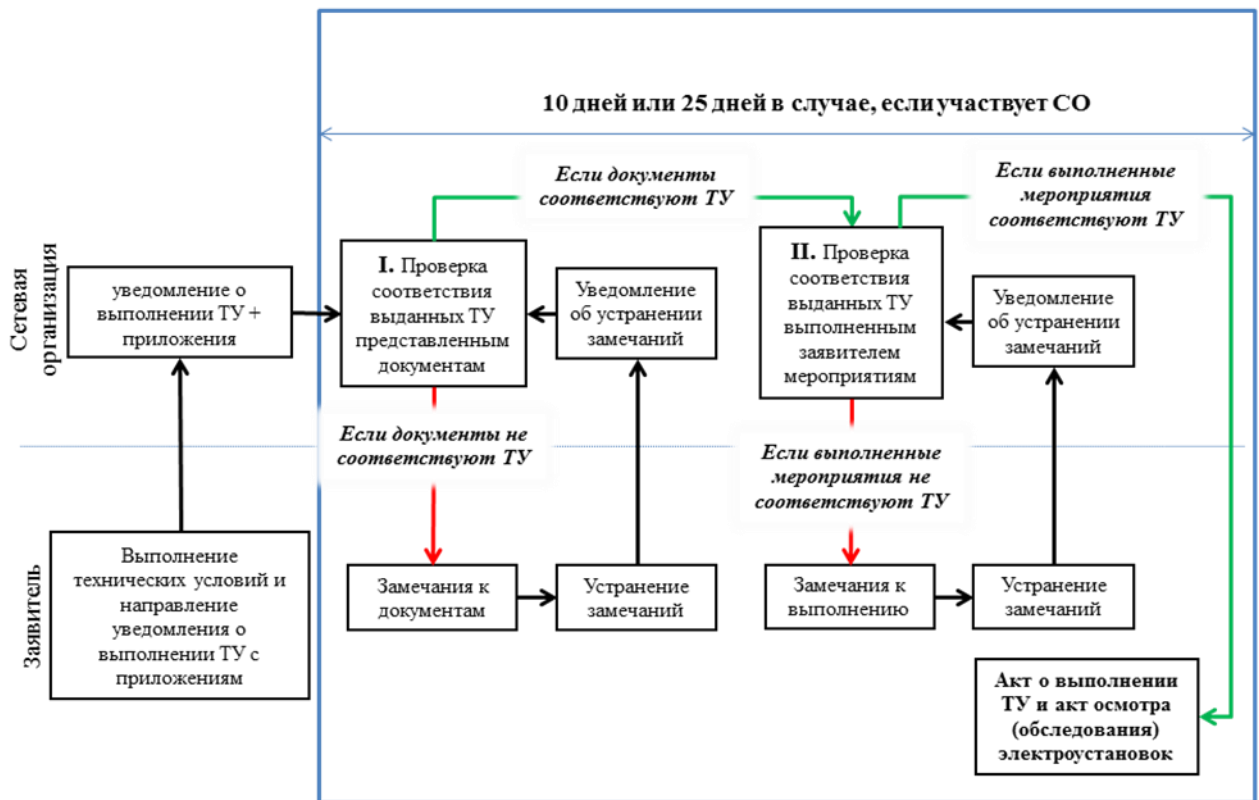 10 дней или 25 дней в случае, если участвует СО
Если документы
соответствуют ТУ
Если выполненные
мероприятия
соответствуют ТУ
Сетевая
организация
уведомление о
выполнении ТУ +
приложения
I. Проверка
соответствия
выданных ТУ
представленным
документам
Уведомление
об устранении
замечаний
II. Проверка
соответствия
выданных ТУ
выполненным
заявителем
мероприятиям
Уведомление
об устранении
замечаний
Если документы не
соответствуют ТУ
Если выполненные
мероприятия не
соответствуют ТУ
Заявитель
Выполнение
технических условий и
направление
уведомления о
выполнении ТУ с
приложениям
Замечания к
документам
Устранение
замечаний
Замечания к
выполнению
Устранение
замечаний
Акт о выполнении
ТУ и акт осмотра
(обследования)
электроустановок